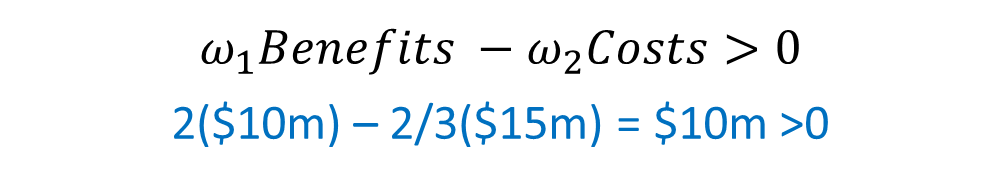 ω₁Benefits − ω₂Costs > 0
2($10m) – 2/3($15m) = $10m >0